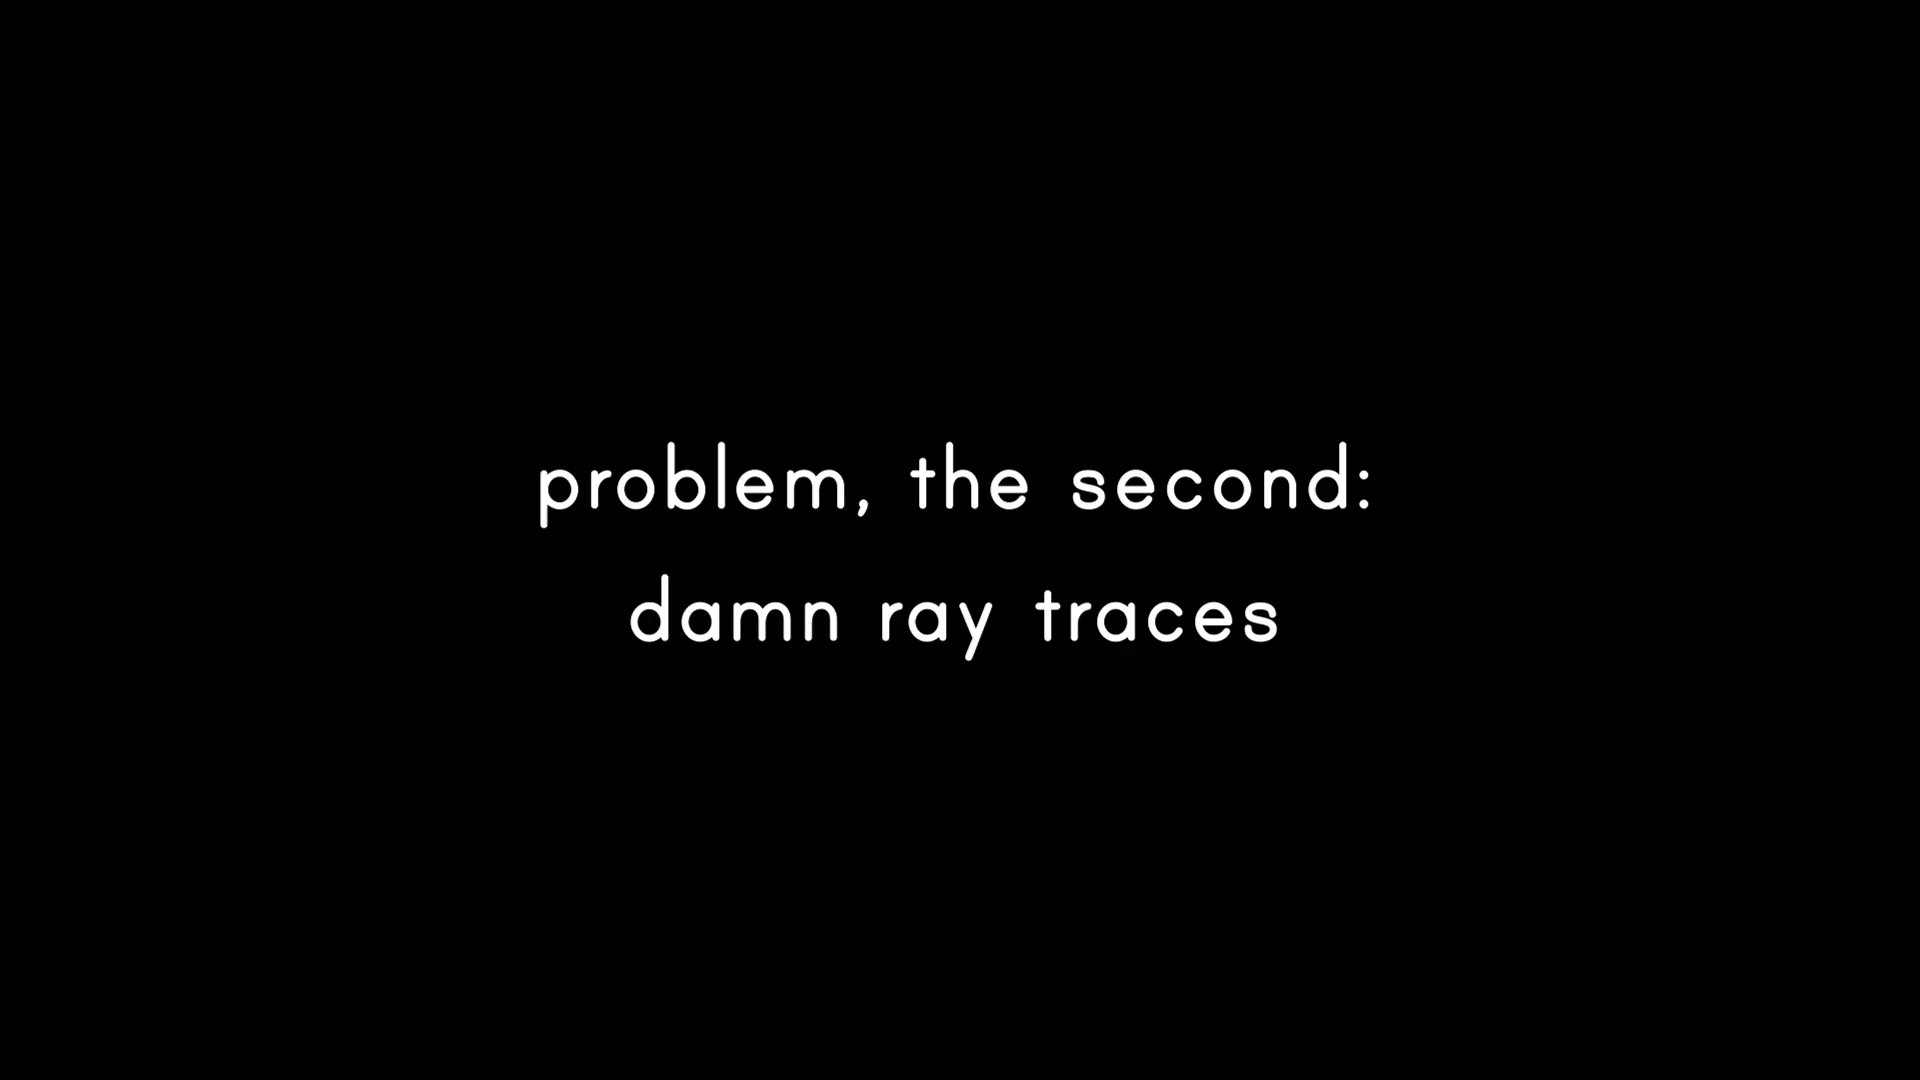 problem, the second:
damn ray traces